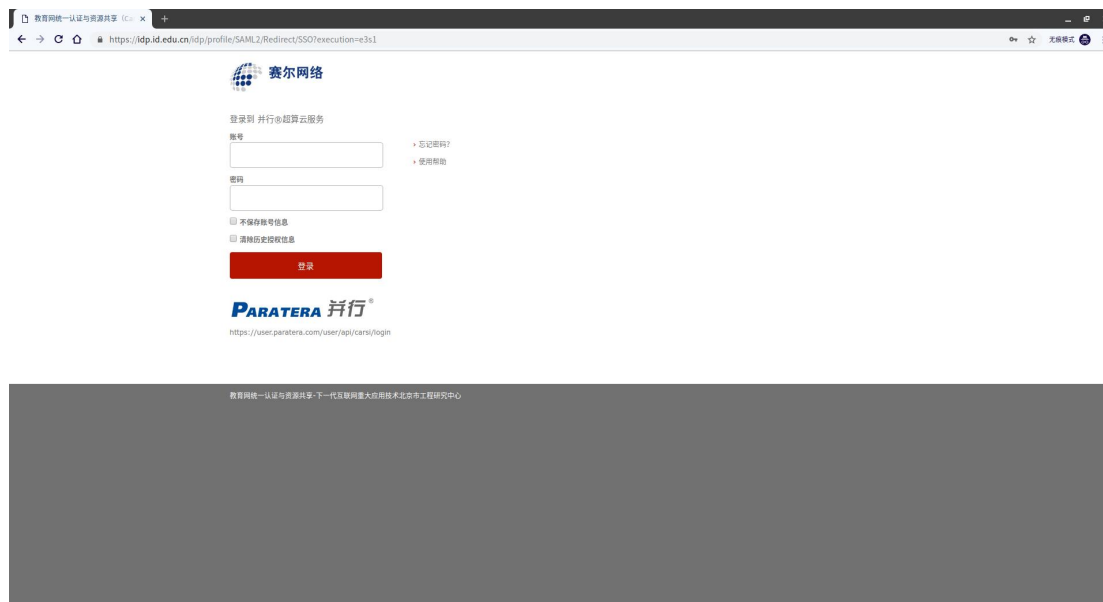 教育网统一认证与资源共享（Ca
https://idp.id.edu.cn/idp/profile/SAML2/Redirect/SSO?execution=e3s1
无痕模式
赛尔网络
登录到 并行®超算云服务
账号
忘记密码?
使用帮助
密码
不保存账号信息
清除历史授权信息
登录
PARATERA 并行®
https://user.paratera.com/user/api/carsi/login
教育网统一认证与资源共享-下一代互联网重大应用技术北京市工程研究中心